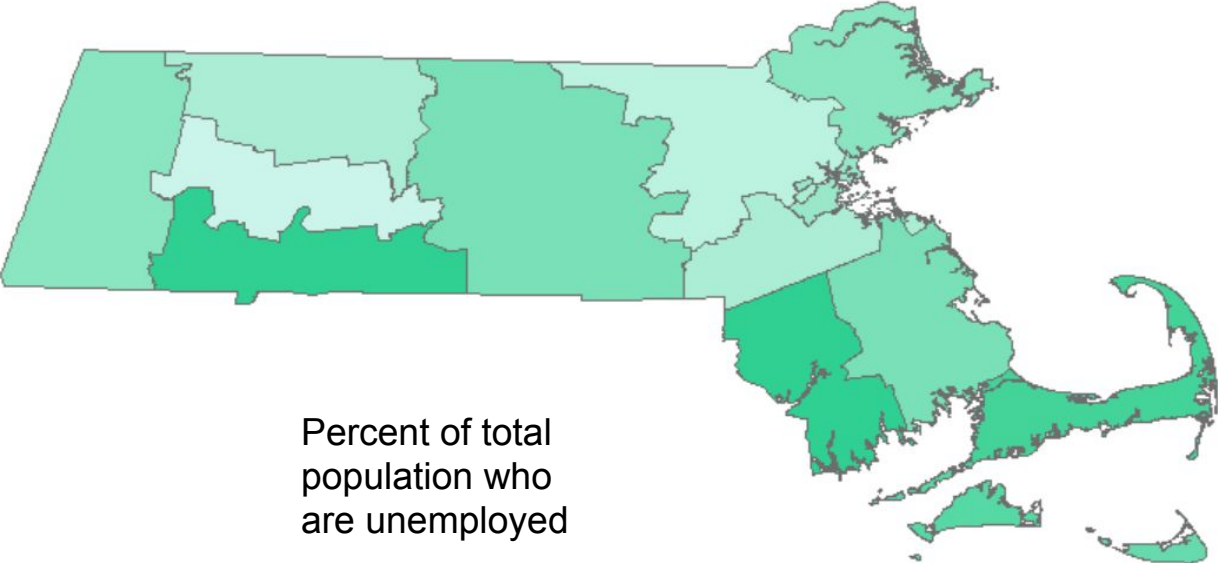 Percent of total
population who
are unemployed